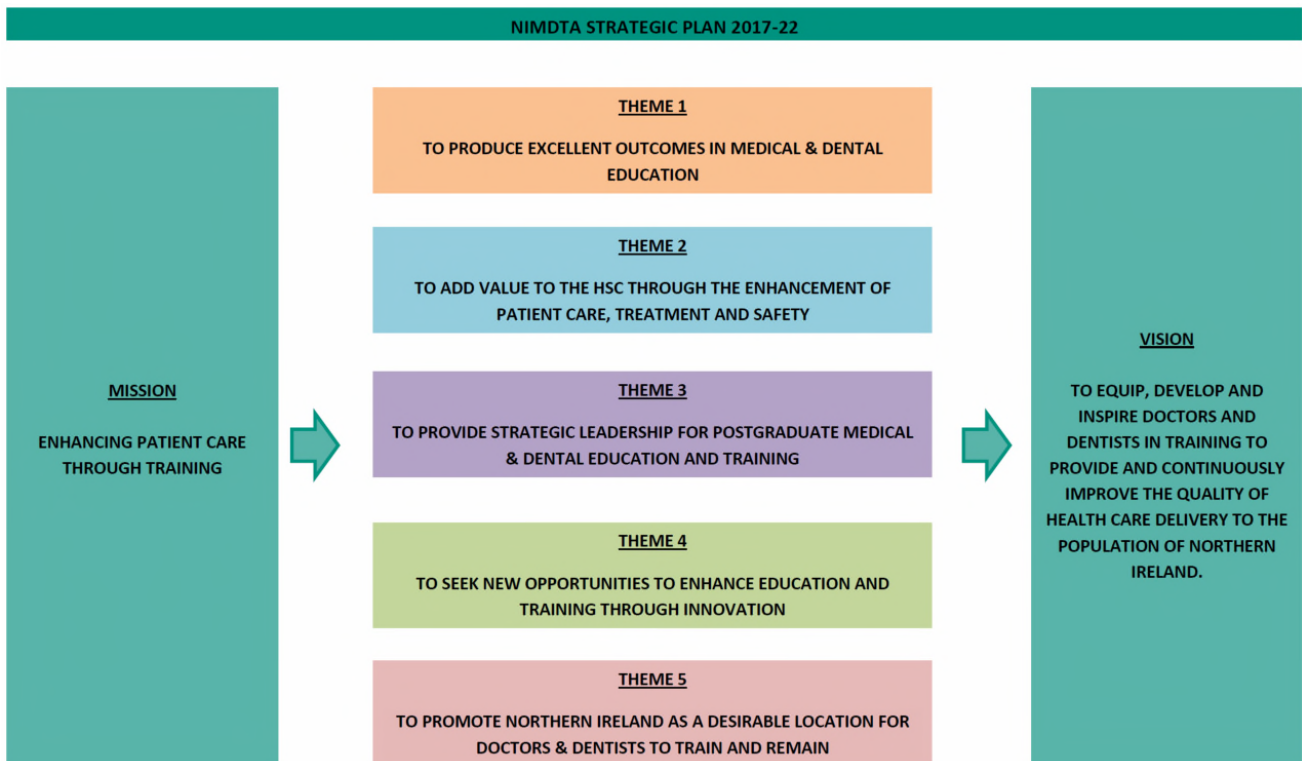 NIMDTA STRATEGIC PLAN 2017-22
MISSION
ENHANCING PATIENT CARE
THROUGH TRAINING
THEME 1
TO PRODUCE EXCELLENT OUTCOMES IN MEDICAL & DENTAL
EDUCATION
THEME 2
TO ADD VALUE TO THE HSC THROUGH THE ENHANCEMENT OF
PATIENT CARE, TREATMENT AND SAFETY
THEME 3
TO PROVIDE STRATEGIC LEADERSHIP FOR POSTGRADUATE MEDICAL
& DENTAL EDUCATION AND TRAINING
THEME 4
TO SEEK NEW OPPORTUNITIES TO ENHANCE EDUCATION AND
TRAINING THROUGH INNOVATION
THEME 5
TO PROMOTE NORTHERN IRELAND AS A DESIRABLE LOCATION FOR
DOCTORS & DENTISTS TO TRAIN AND REMAIN
VISION
TO EQUIP, DEVELOP AND
INSPIRE DOCTORS AND
DENTISTS IN TRAINING TO
PROVIDE AND CONTINUOUSLY
IMPROVE THE QUALITY OF
HEALTH CARE DELIVERY TO THE
POPULATION OF NORTHERN
IRELAND.